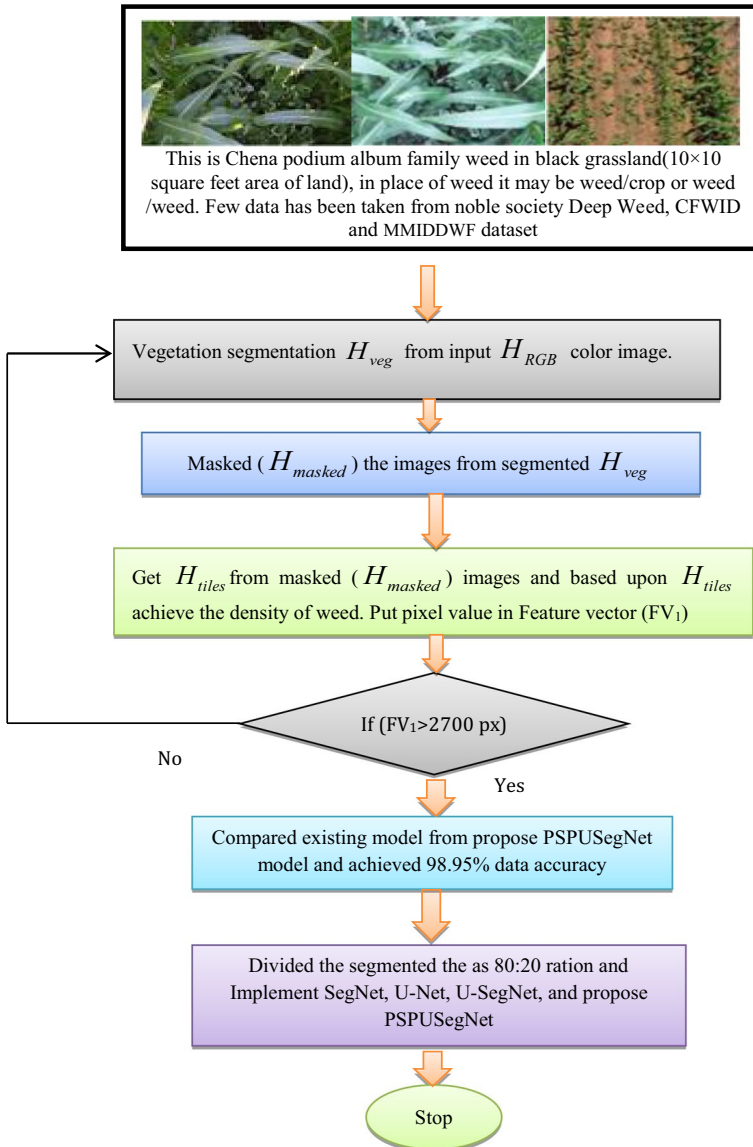 This is Chena podium album family weed in black grassland(10×10
square feet area of land), in place of weed it may be weed/crop or weed
/weed. Few data has been taken from noble society Deep Weed, CFWID
and MMIDDWF dataset
Vegetation segmentation H_veg from input H_RGB color image.
Masked ( H_masked ) the images from segmented H_veg
Get H_tiles from masked ( H_masked ) images and based upon H_tiles
achieve the density of weed. Put pixel value in Feature vector (FV₁)
If (FV₁>2700 px)
No
Yes
Compared existing model from propose PSPUSegNet
model and achieved 98.95% data accuracy
Divided the segmented the as 80:20 ration and
Implement SegNet, U-Net, U-SegNet, and propose
PSPUSegNet
Stop